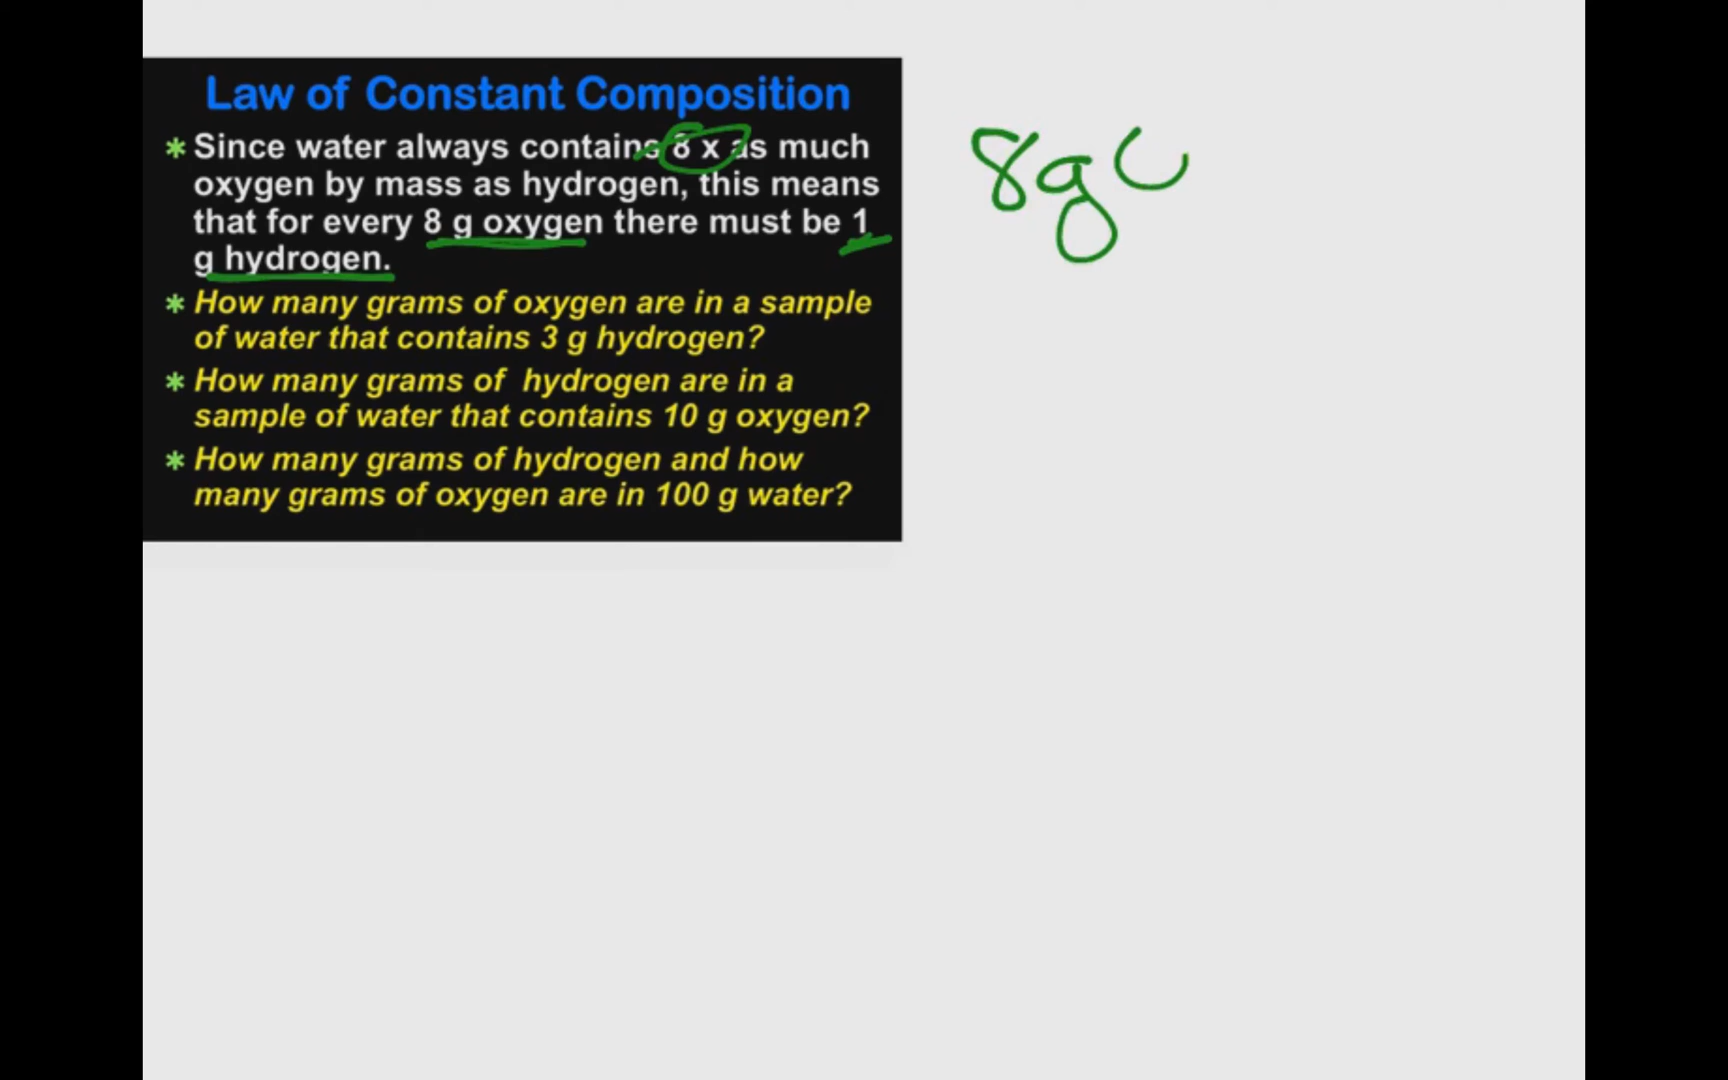 Law of Constant Composition
* Since water always contains 8 x as much
oxygen by mass as hydrogen, this means
that for every 8 g oxygen there must be 1
g hydrogen.
* How many grams of oxygen are in a sample
of water that contains 3 g hydrogen?
* How many grams of hydrogen are in a
sample of water that contains 10 g oxygen?
* How many grams of hydrogen and how
many grams of oxygen are in 100 g water?
8g